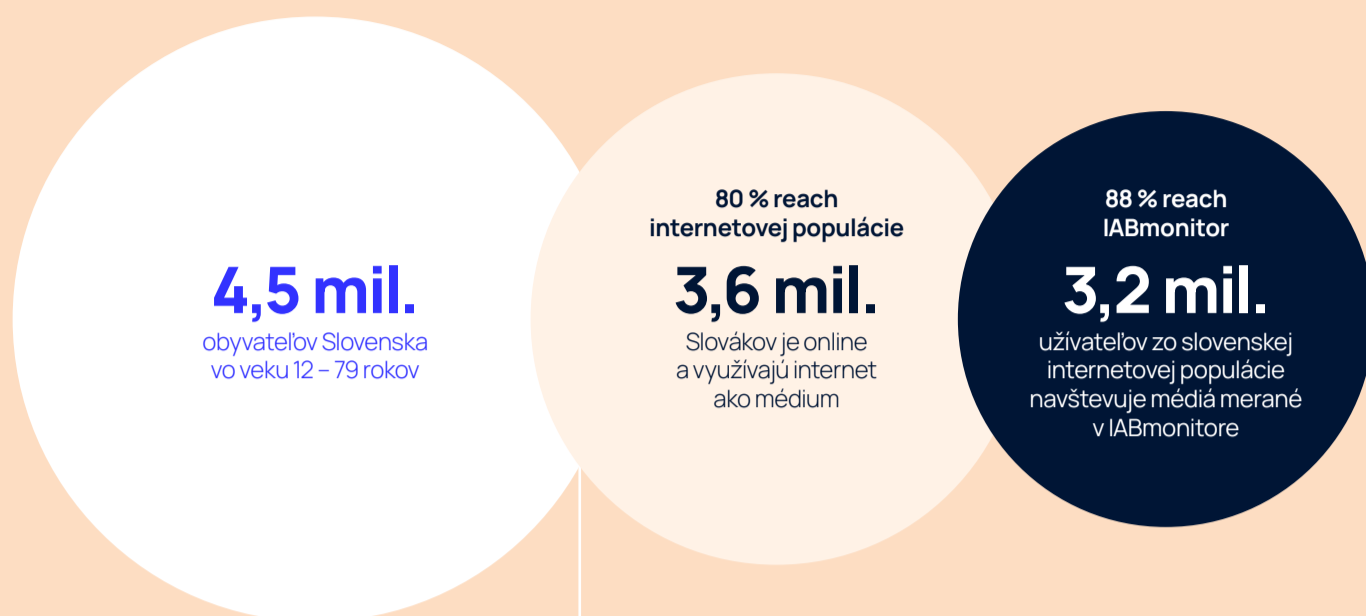 4,5 mil.
obyvateľov Slovenska
vo veku 12 – 79 rokov
80 % reach
internetovej populácie
3,6 mil.
Slovákov je online
a využívajú internet
ako médium
88 % reach
IABmonitor
3,2 mil.
užívateľov zo slovenskej
internetovej populácie
navštevuje médiá merané
v IABmonitore